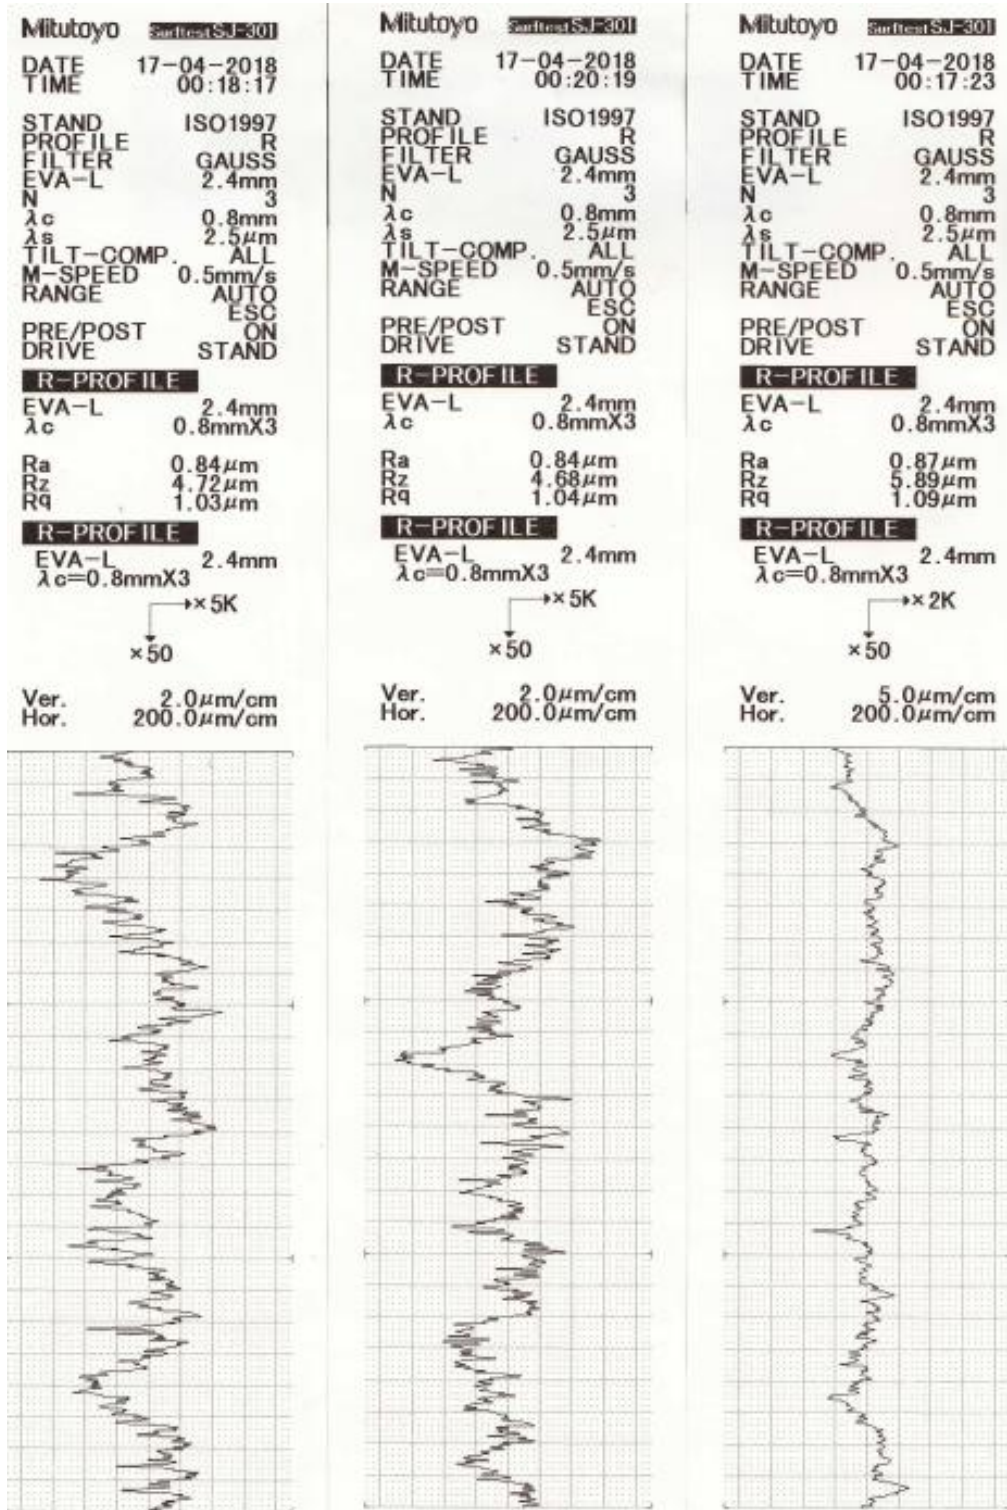 Mitutoyo SurftestSJ-301
DATE 17-04-2018
TIME 00:18:17
STAND ISO1997
PROFILE R
FILTER GAUSS
EVA-L 2.4mm
N 3
λc 0.8mm
λs 2.5μm
TILT-COMP. ALL
M-SPEED 0.5mm/s
RANGE AUTO
ESC
PRE/POST ON
DRIVE STAND
R-PROFILE
EVA-L 2.4mm
λc 0.8mmX3
Ra 0.84μm
Rz 4.72μm
Rq 1.03μm
R-PROFILE
EVA-L 2.4mm
λc=0.8mmX3
×5K
×50
Ver. 2.0μm/cm
Hor. 200.0μm/cm
Mitutoyo SurftestSJ-301
DATE 17-04-2018
TIME 00:20:19
STAND ISO1997
PROFILE R
FILTER GAUSS
EVA-L 2.4mm
N 3
λc 0.8mm
λs 2.5μm
TILT-COMP. ALL
M-SPEED 0.5mm/s
RANGE AUTO
ESC
PRE/POST ON
DRIVE STAND
R-PROFILE
EVA-L 2.4mm
λc 0.8mmX3
Ra 0.84μm
Rz 4.68μm
Rq 1.04μm
R-PROFILE
EVA-L 2.4mm
λc=0.8mmX3
×5K
×50
Ver. 2.0μm/cm
Hor. 200.0μm/cm
Mitutoyo SurftestSJ-301
DATE 17-04-2018
TIME 00:17:23
STAND ISO1997
PROFILE R
FILTER GAUSS
EVA-L 2.4mm
N 3
λc 0.8mm
λs 2.5μm
TILT-COMP. ALL
M-SPEED 0.5mm/s
RANGE AUTO
ESC
PRE/POST ON
DRIVE STAND
R-PROFILE
EVA-L 2.4mm
λc 0.8mmX3
Ra 0.87μm
Rz 5.89μm
Rq 1.09μm
R-PROFILE
EVA-L 2.4mm
λc=0.8mmX3
×2K
×50
Ver. 5.0μm/cm
Hor. 200.0μm/cm